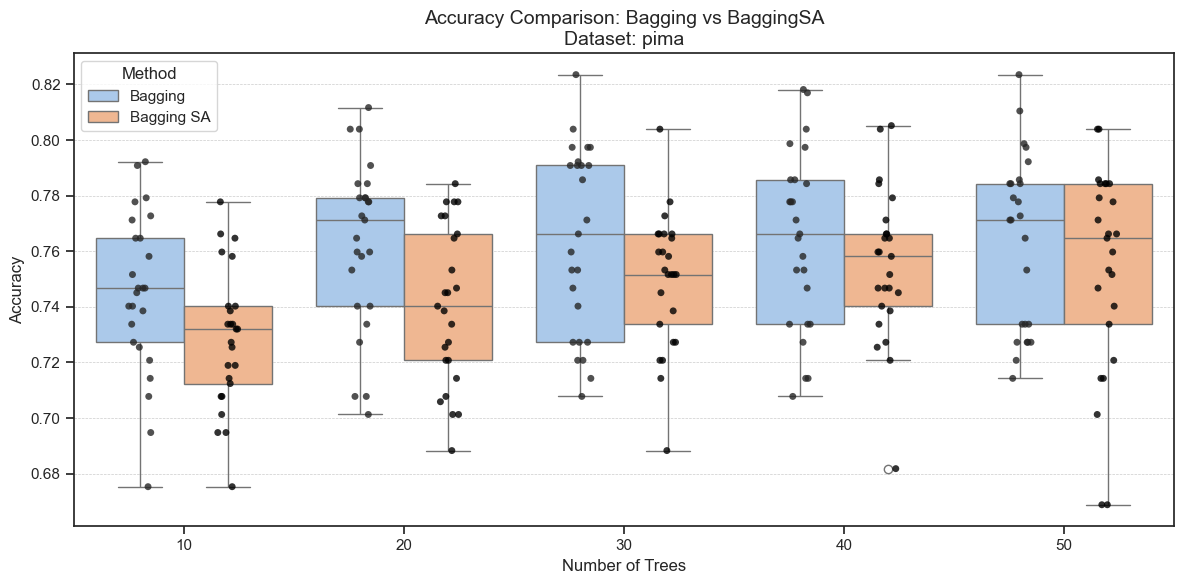 Accuracy Comparison: Bagging vs BaggingSA
Dataset: pima
Method
Bagging
Bagging SA
Accuracy
0.82
0.80
0.78
0.76
0.74
0.72
0.70
0.68
10
20
30
40
50
Number of Trees